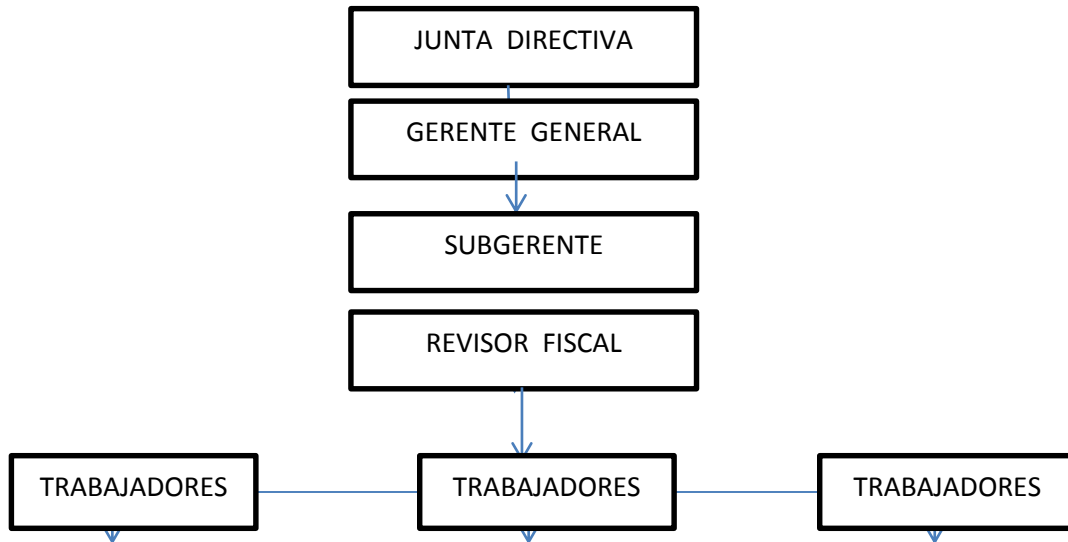 JUNTA DIRECTIVA
GERENTE GENERAL
SUBGERENTE
REVISOR FISCAL
TRABAJADORES
TRABAJADORES
TRABAJADORES